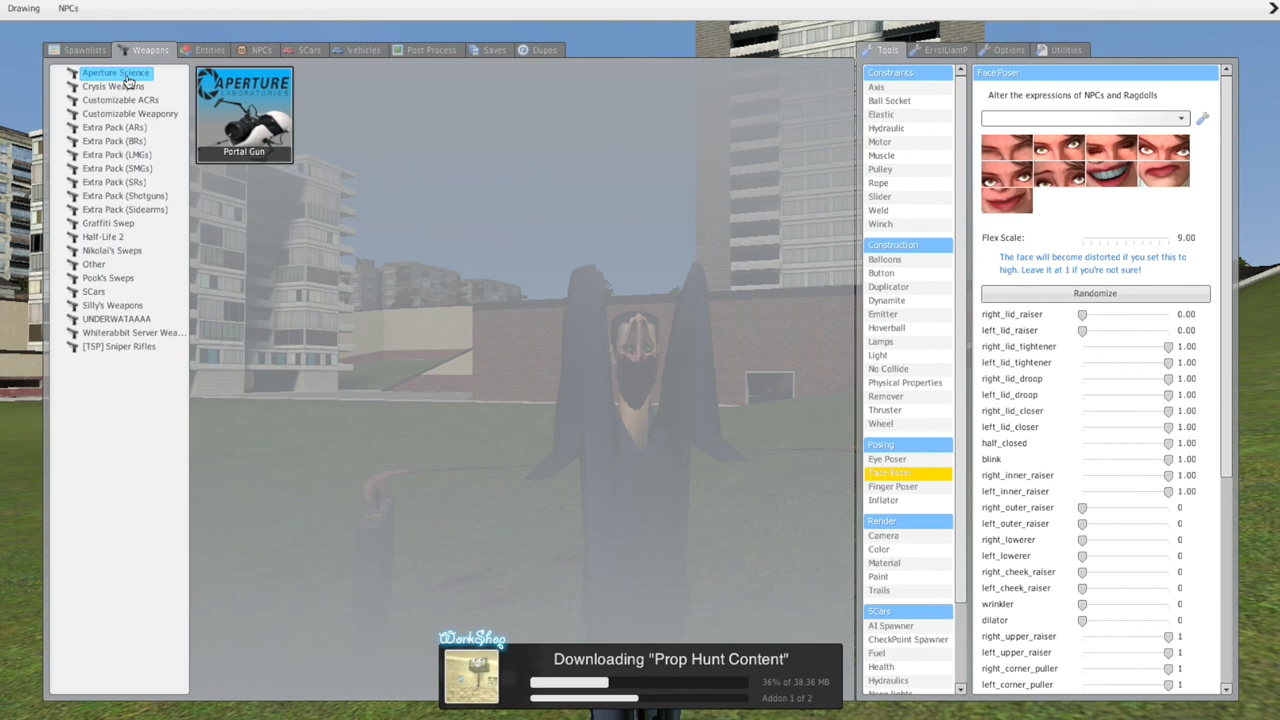 Drawing NPCs
Spawnlists Weapons Entities NPCs SCars Vehicles Post Process Saves Dupes
Aperture Science
Crysis Weapons
Customizable ACRs
Customizable Weaponry
Extra Pack (ARs)
Extra Pack (BRs)
Extra Pack (LMGs)
Extra Pack (SMGs)
Extra Pack (SRs)
Extra Pack (Shotguns)
Extra Pack (Sidearms)
Graffiti Swep
Half-Life 2
Nikolai's Sweps
Other
Pook's Sweps
SCars
Silly's Weapons
UNDERWATAAAA
Whiterabbit Server Wea...
[TSP] Sniper Rifles
APERTURE
LABORATORIES
Portal Gun
Tools ErrolLiamP Options Utilities
Constraints
Axis
Ball Socket
Elastic
Hydraulic
Motor
Muscle
Pulley
Rope
Slider
Weld
Winch
Construction
Balloons
Button
Duplicator
Dynamite
Emitter
Hoverball
Lamps
Light
No Collide
Physical Properties
Remover
Thruster
Wheel
Posing
Eye Poser
Face Poser
Finger Poser
Inflator
Render
Camera
Color
Material
Paint
Trails
SCars
AI Spawner
CheckPoint Spawner
Fuel
Health
Hydraulics
Neon lights
Face Poser
Alter the expressions of NPCs and Ragdolls
Flex Scale: 9.00
The face will become distorted if you set this to
high. Leave it at 1 if you're not sure!
Randomize
right_lid_raiser 0.00
left_lid_raiser 0.00
right_lid_tightener 1.00
left_lid_tightener 1.00
right_lid_droop 1.00
left_lid_droop 1.00
right_lid_closer 1.00
left_lid_closer 1.00
half_closed 1.00
blink 1.00
right_inner_raiser 1.00
left_inner_raiser 1.00
right_outer_raiser 0
left_outer_raiser 0
right_lowerer 0
left_lowerer 0
right_cheek_raiser 0
left_cheek_raiser 0
wrinkler 0
dilator 0
right_upper_raiser 1
left_upper_raiser 1
right_corner_puller 1
left_corner_puller 1
WorkShop
Downloading "Prop Hunt Content"
36% of 38.36 MB
Addon 1 of 2